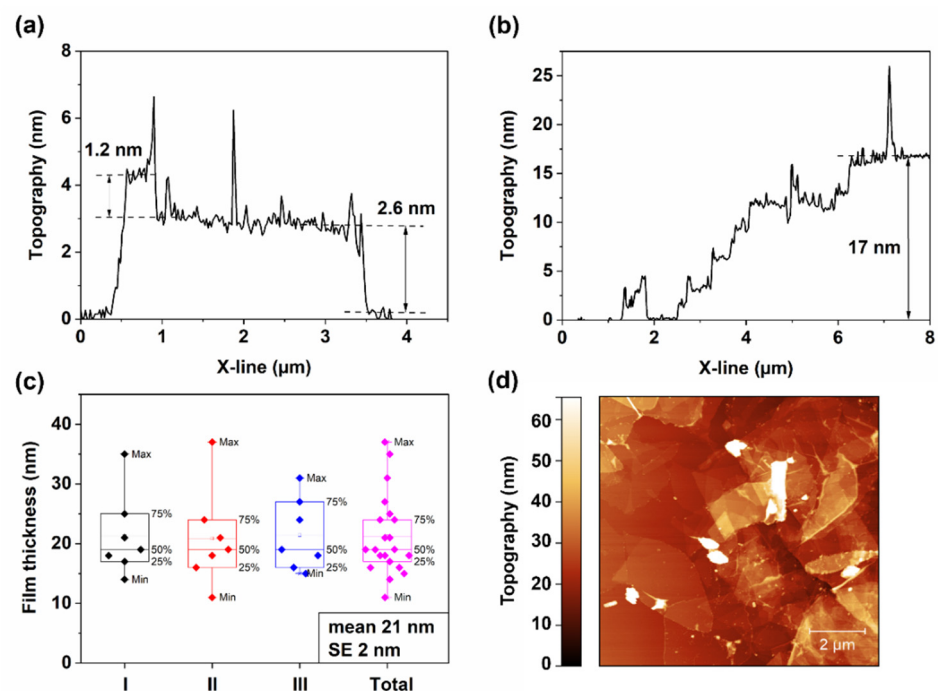 (a)
8
6
4
2
0
Topography (nm)
1.2 nm
2.6 nm
0 1 2 3 4
X-line (µm)
(b)
25
20
15
10
5
0
Topography (nm)
17 nm
0 2 4 6 8
X-line (µm)
(c)
40
30
20
10
0
Film thickness (nm)
Max
75%
50%
25%
Min
Max
75%
50%
25%
Min
Max
75%
50%
25%
Min
Max
75%
50%
25%
Min
mean 21 nm
SE 2 nm
I II III Total
(d)
60
50
40
30
20
10
0
Topography (nm)
2 µm